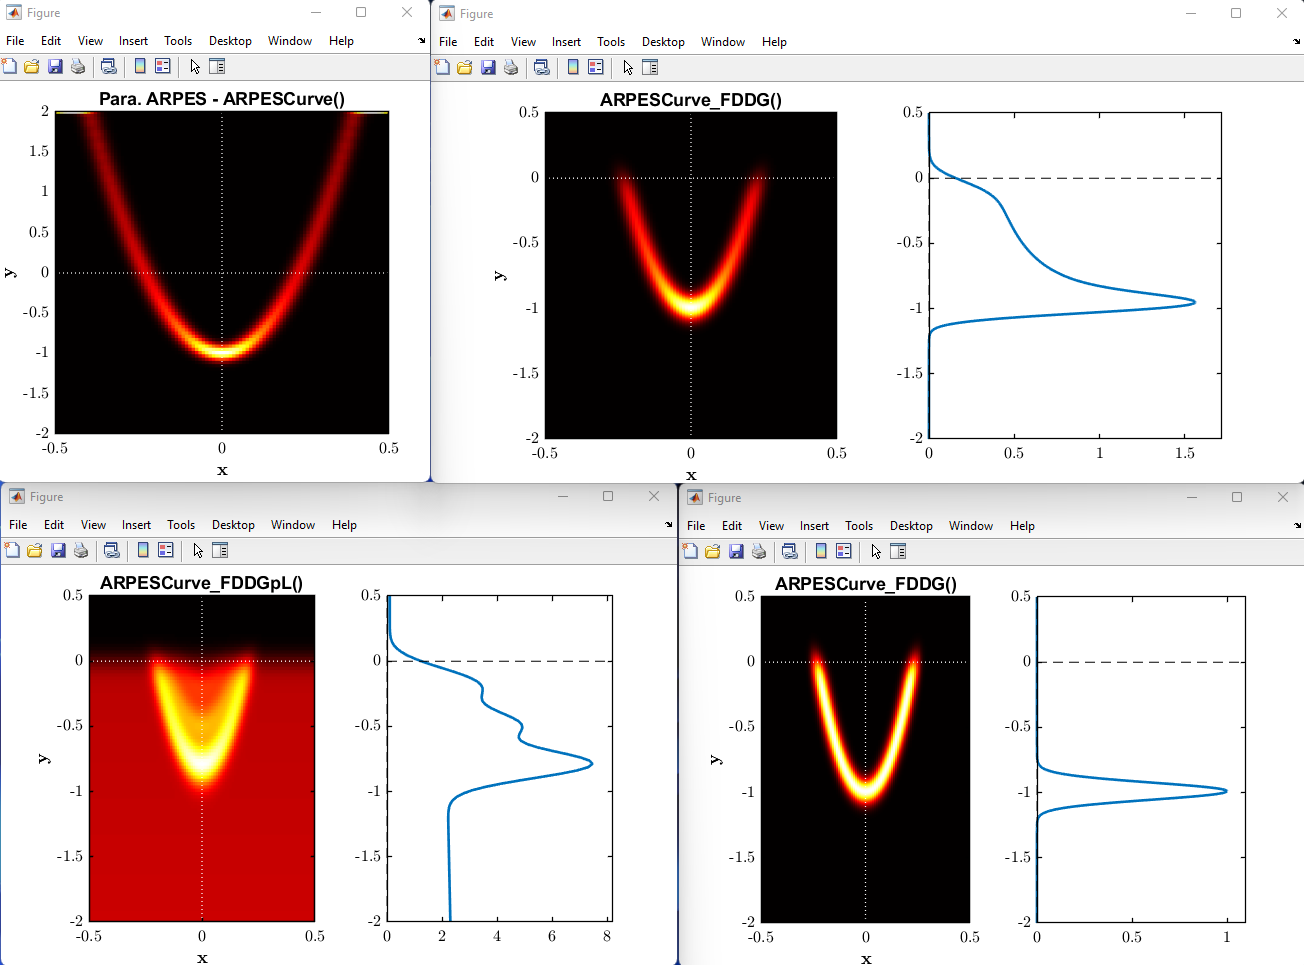 Figure
File Edit View Insert Tools Desktop Window Help
Para. ARPES - ARPESCurve()
2
1.5
1
0.5
0
-0.5
-1
-1.5
-2
y
-0.5 0 0.5
x
Figure
File Edit View Insert Tools Desktop Window Help
ARPESCurve_FDDG()
0.5
0
-0.5
-1
-1.5
-2
y
-0.5 0 0.5
x
0.5
0
-0.5
-1
-1.5
-2
0 0.5 1 1.5
Figure
File Edit View Insert Tools Desktop Window Help
ARPESCurve_FDDGpL()
0.5
0
-0.5
-1
-1.5
-2
y
-0.5 0 0.5
x
0.5
0
-0.5
-1
-1.5
-2
0 2 4 6 8
Figure
File Edit View Insert Tools Desktop Window Help
ARPESCurve_FDDG()
0.5
0
-0.5
-1
-1.5
-2
y
-0.5 0 0.5
x
0.5
0
-0.5
-1
-1.5
-2
0 0.5 1